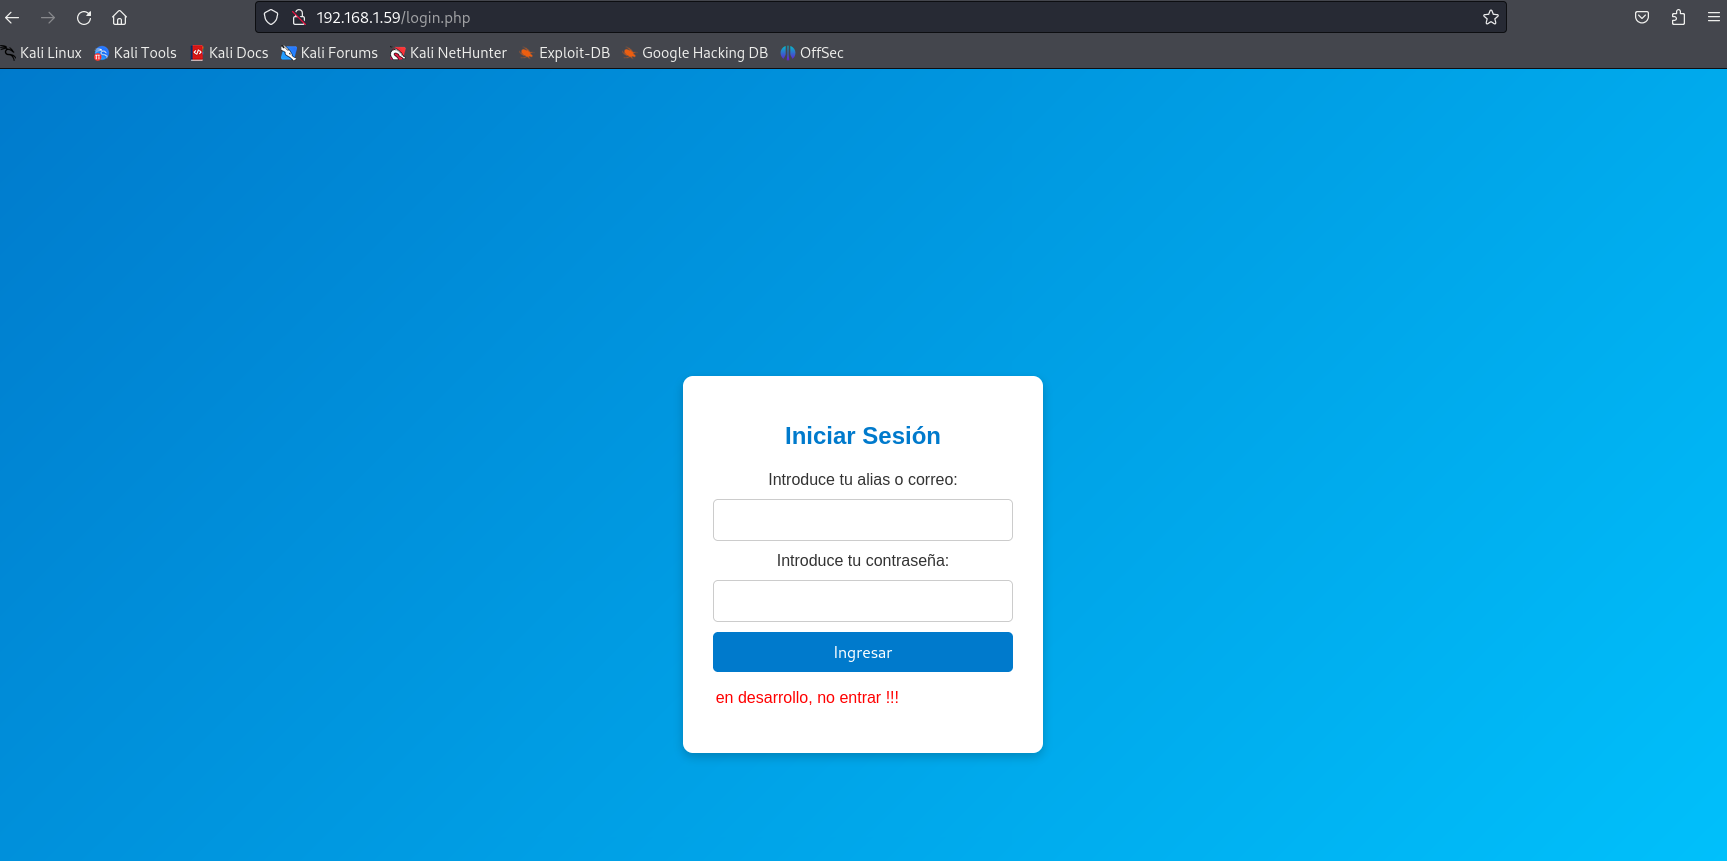 192.168.1.59/login.php
Kali Linux Kali Tools Kali Docs Kali Forums Kali NetHunter Exploit-DB Google Hacking DB OffSec
Iniciar Sesión
Introduce tu alias o correo:
Introduce tu contraseña:
Ingresar
en desarrollo, no entrar !!!